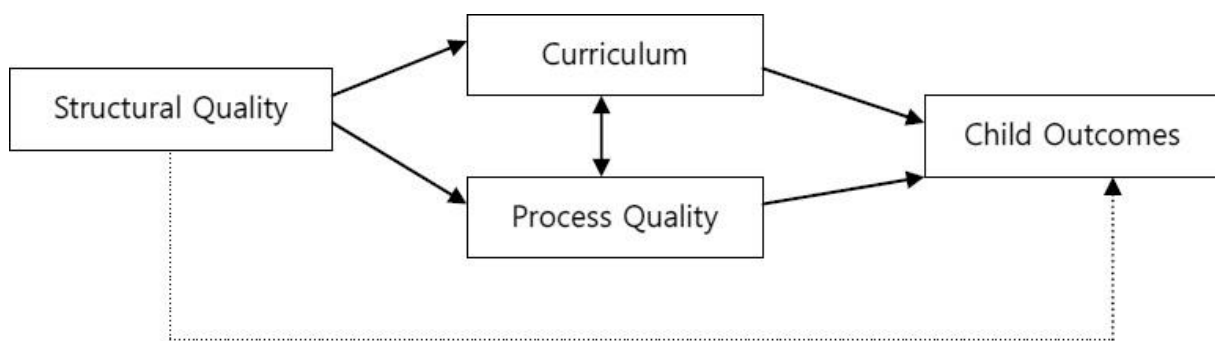 Curriculum
Structural Quality
Child Outcomes
Process Quality